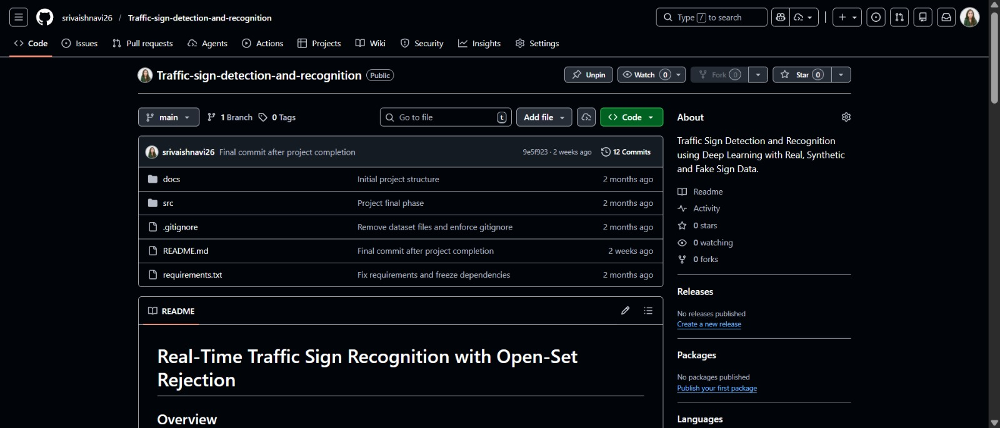 srivaishnavi26 / Traffic-sign-detection-and-recognition
Type / to search
Code Issues Pull requests Agents Actions Projects Wiki Security Insights Settings
Traffic-sign-detection-and-recognition Public
Unpin Watch 0 Fork 0 Star 0
main 1 Branch 0 Tags
Go to file t Add file Code
srivaishnavi26 Final commit after project completion 9e5f923 · 2 weeks ago 12 Commits
docs Initial project structure 2 months ago
src Project final phase 2 months ago
.gitignore Remove dataset files and enforce gitignore 2 months ago
README.md Final commit after project completion 2 weeks ago
requirements.txt Fix requirements and freeze dependencies 2 months ago
README
Real-Time Traffic Sign Recognition with Open-Set
Rejection
Overview
About
Traffic Sign Detection and Recognition
using Deep Learning with Real, Synthetic
and Fake Sign Data.
Readme
Activity
0 stars
0 watching
0 forks
Releases
No releases published
Create a new release
Packages
No packages published
Publish your first package
Languages